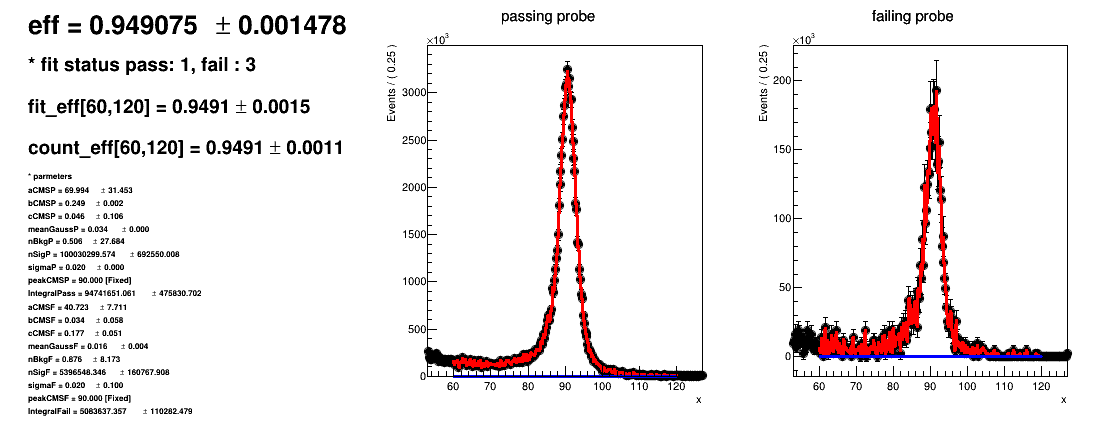 eff = 0.949075 ± 0.001478
* fit status pass: 1, fail : 3
fit_eff[60,120] = 0.9491 ± 0.0015
count_eff[60,120] = 0.9491 ± 0.0011
* parmeters
aCMSP = 69.994 ± 31.453
bCMSP = 0.249 ± 0.002
cCMSP = 0.046 ± 0.106
meanGaussP = 0.034 ± 0.000
nBkgP = 0.506 ± 27.684
nSigP = 100030299.574 ± 692550.008
sigmaP = 0.020 ± 0.000
peakCMSP = 90.000 [Fixed]
IntegralPass = 94741651.061 ± 475830.702
aCMSF = 40.723 ± 7.711
bCMSF = 0.034 ± 0.058
cCMSF = 0.177 ± 0.051
meanGaussF = 0.016 ± 0.004
nBkgF = 0.876 ± 8.173
nSigF = 5396548.346 ± 160767.908
sigmaF = 0.020 ± 0.100
peakCMSF = 90.000 [Fixed]
IntegralFail = 5083637.357 ± 110282.479
passing probe
×10³
Events / ( 0.25 )
3000
2500
2000
1500
1000
500
0
60 70 80 90 100 110 120
x
failing probe
×10³
Events / ( 0.25 )
200
150
100
50
0
60 70 80 90 100 110 120
x